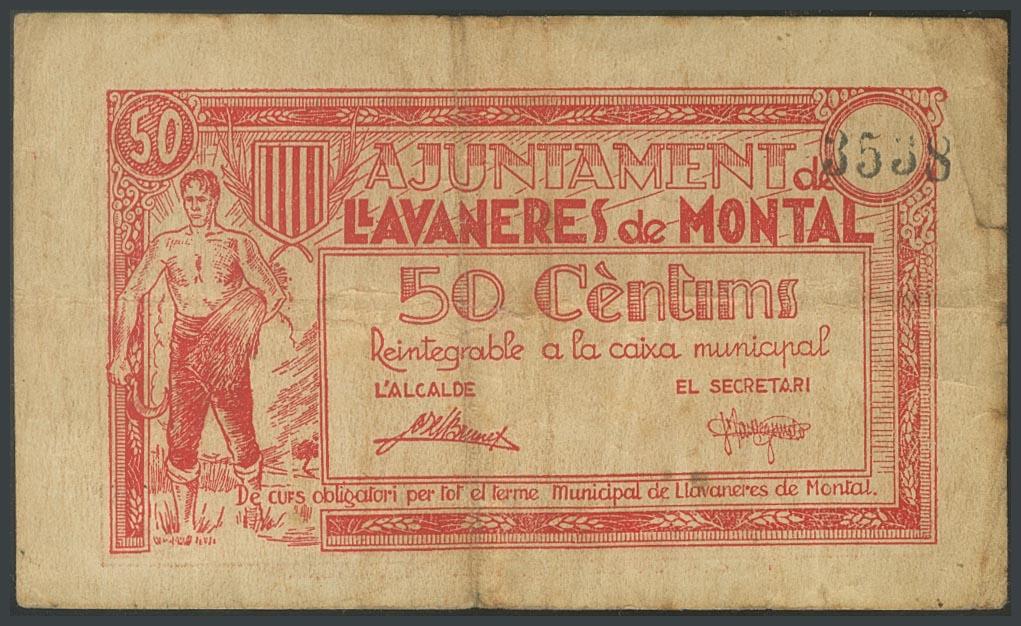 50
AJUNTAMENT de
3538
LLAVANERES de MONTAL
50 Cèntims
Reintegrable a la caixa municipal
L'ALCALDE EL SECRETARI
De curs obligatori per tot el terme Municipal de Llavaneres de Montal.